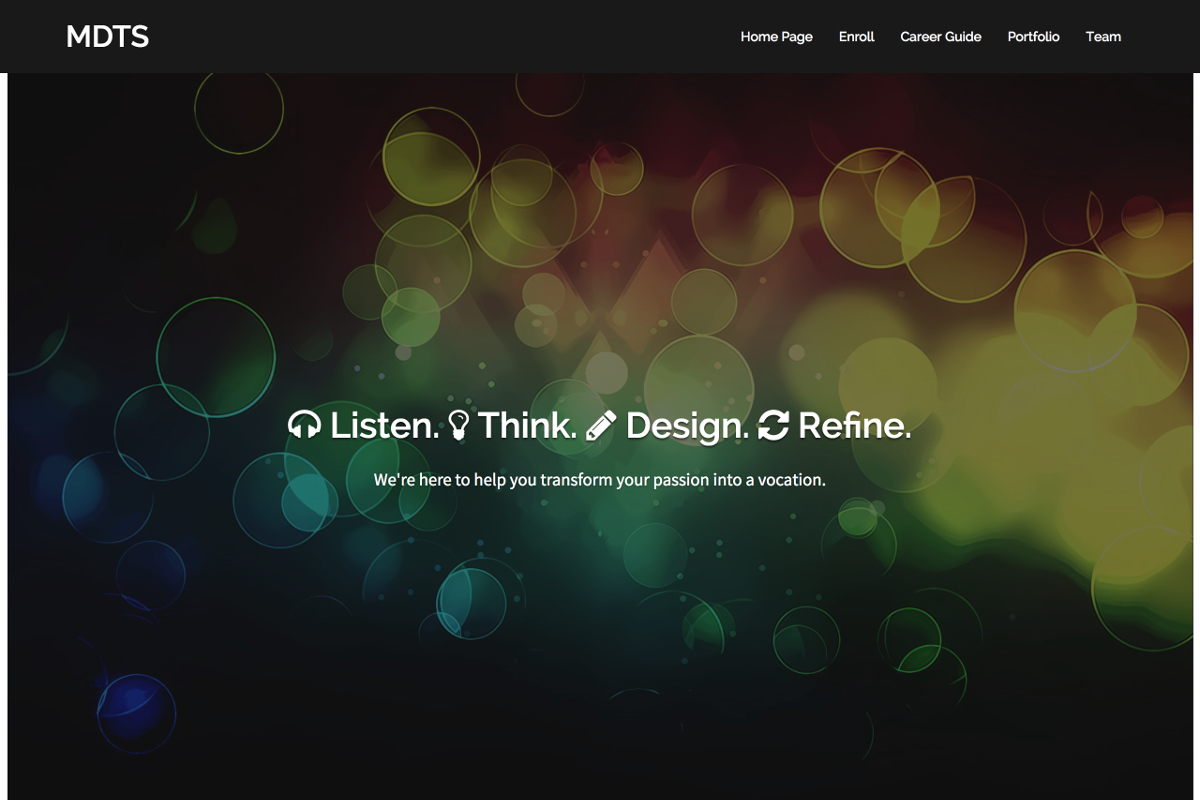 MDTS
Home Page Enroll Career Guide Portfolio Team
Listen. Think. Design. Refine.
We're here to help you transform your passion into a vocation.